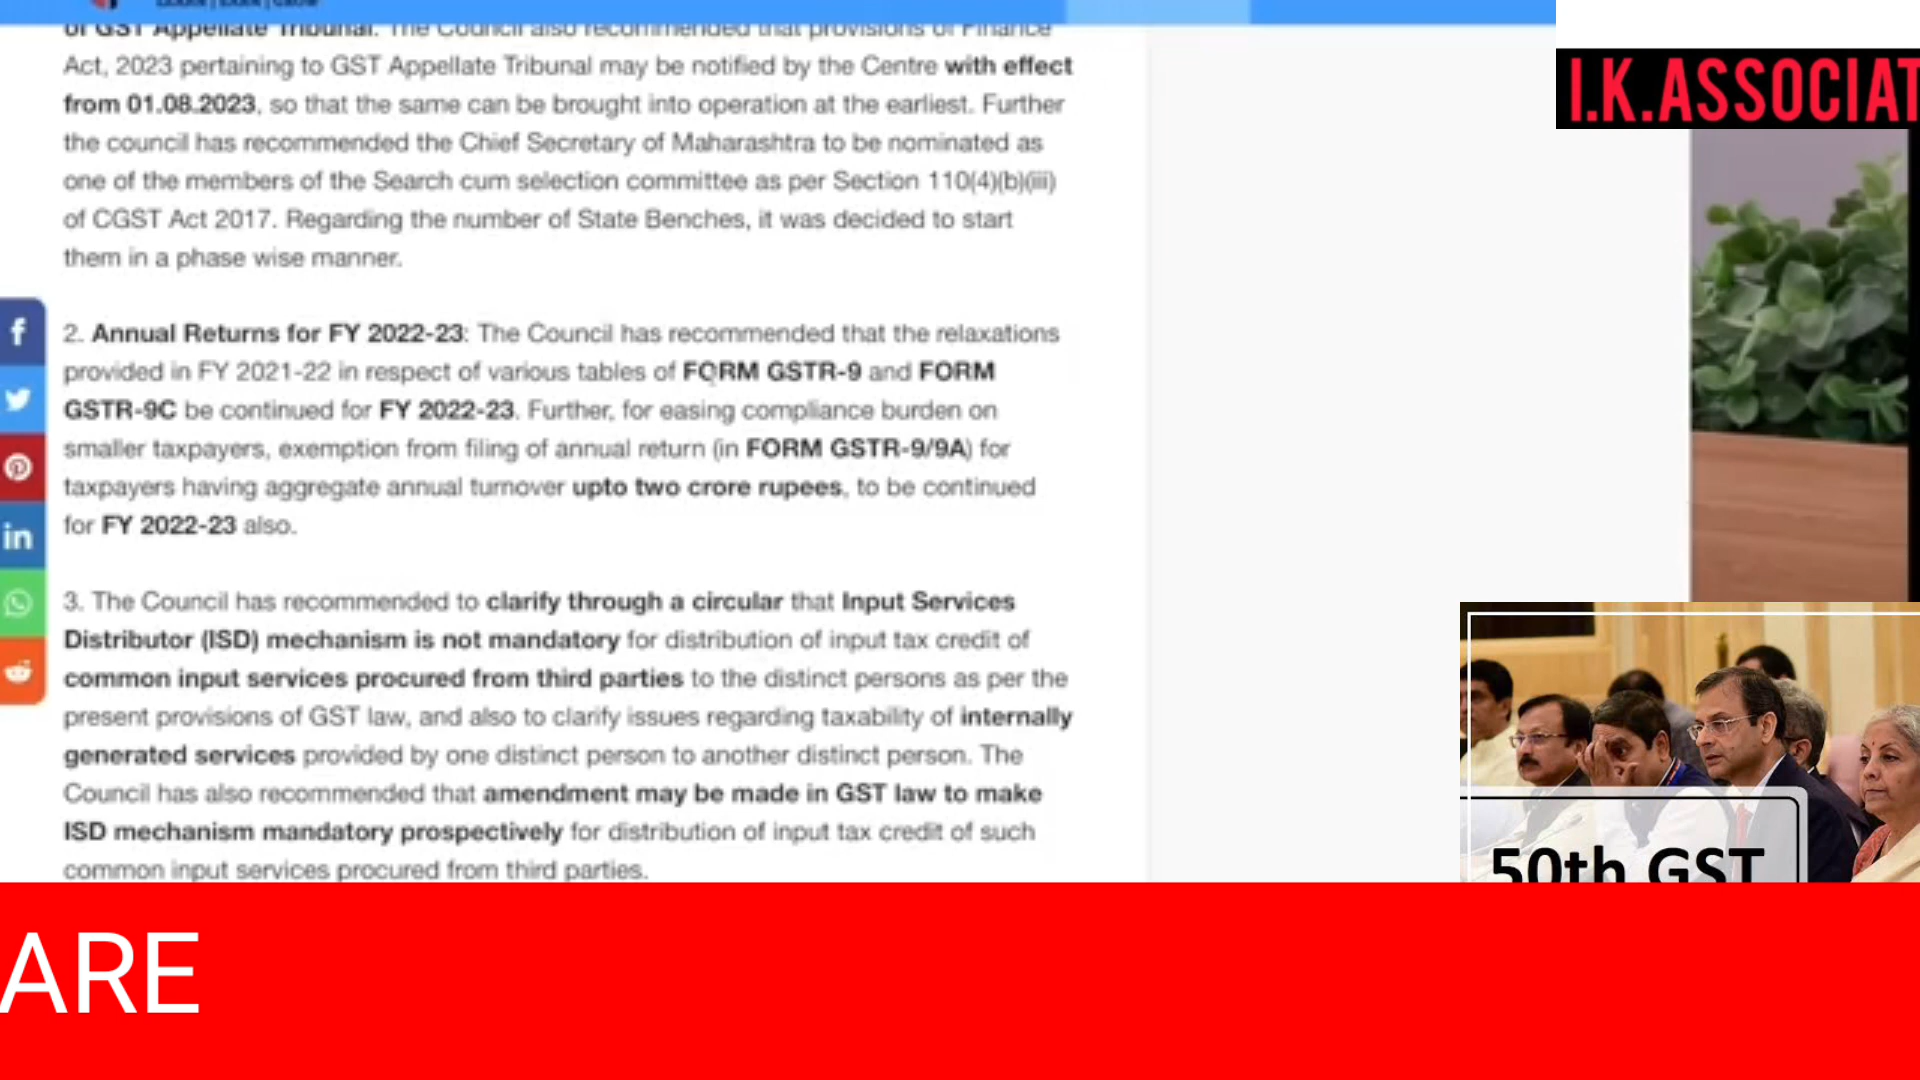 of GST Appellate Tribunal. The Council also recommended that provisions of Finance
Act, 2023 pertaining to GST Appellate Tribunal may be notified by the Centre with effect
from 01.08.2023, so that the same can be brought into operation at the earliest. Further
the council has recommended the Chief Secretary of Maharashtra to be nominated as
one of the members of the Search cum selection committee as per Section 110(4)(b)(iii)
of CGST Act 2017. Regarding the number of State Benches, it was decided to start
them in a phase wise manner.
2. Annual Returns for FY 2022-23: The Council has recommended that the relaxations
provided in FY 2021-22 in respect of various tables of FORM GSTR-9 and FORM
GSTR-9C be continued for FY 2022-23. Further, for easing compliance burden on
smaller taxpayers, exemption from filing of annual return (in FORM GSTR-9/9A) for
taxpayers having aggregate annual turnover upto two crore rupees, to be continued
for FY 2022-23 also.
3. The Council has recommended to clarify through a circular that Input Services
Distributor (ISD) mechanism is not mandatory for distribution of input tax credit of
common input services procured from third parties to the distinct persons as per the
present provisions of GST law, and also to clarify issues regarding taxability of internally
generated services provided by one distinct person to another distinct person. The
Council has also recommended that amendment may be made in GST law to make
ISD mechanism mandatory prospectively for distribution of input tax credit of such
common input services procured from third parties.
I.K.ASSOCIAT
50th GST
ARE